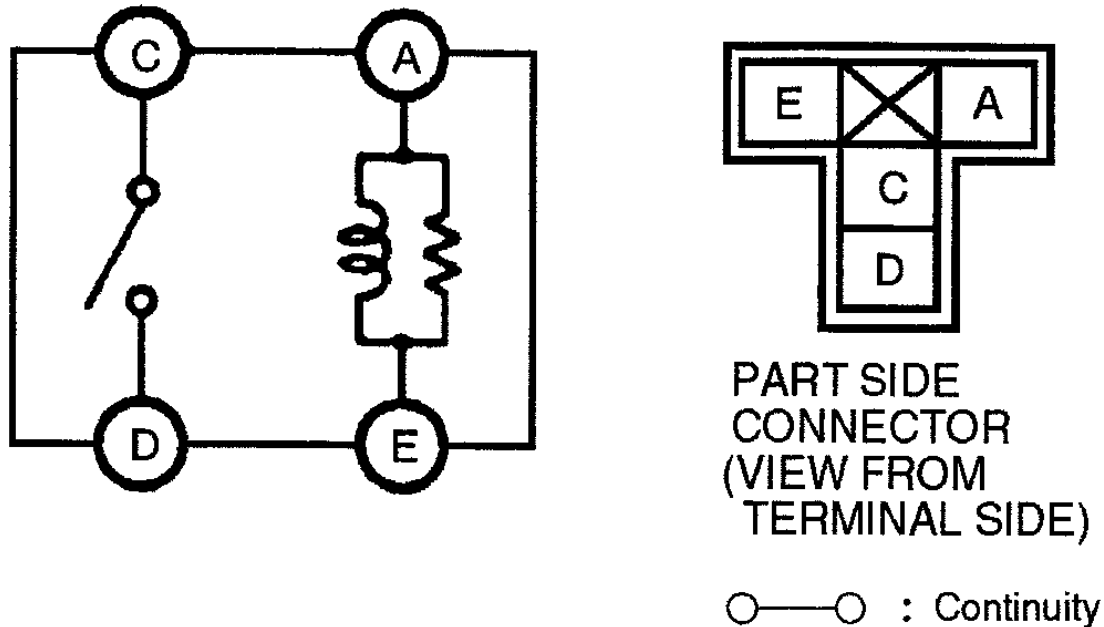 C
A
D
E
E
A
C
D
PART SIDE
CONNECTOR
(VIEW FROM
TERMINAL SIDE)
: Continuity